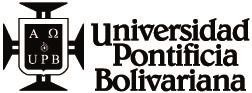 Α Ω
UPB
Universidad
Pontificia
Bolivariana